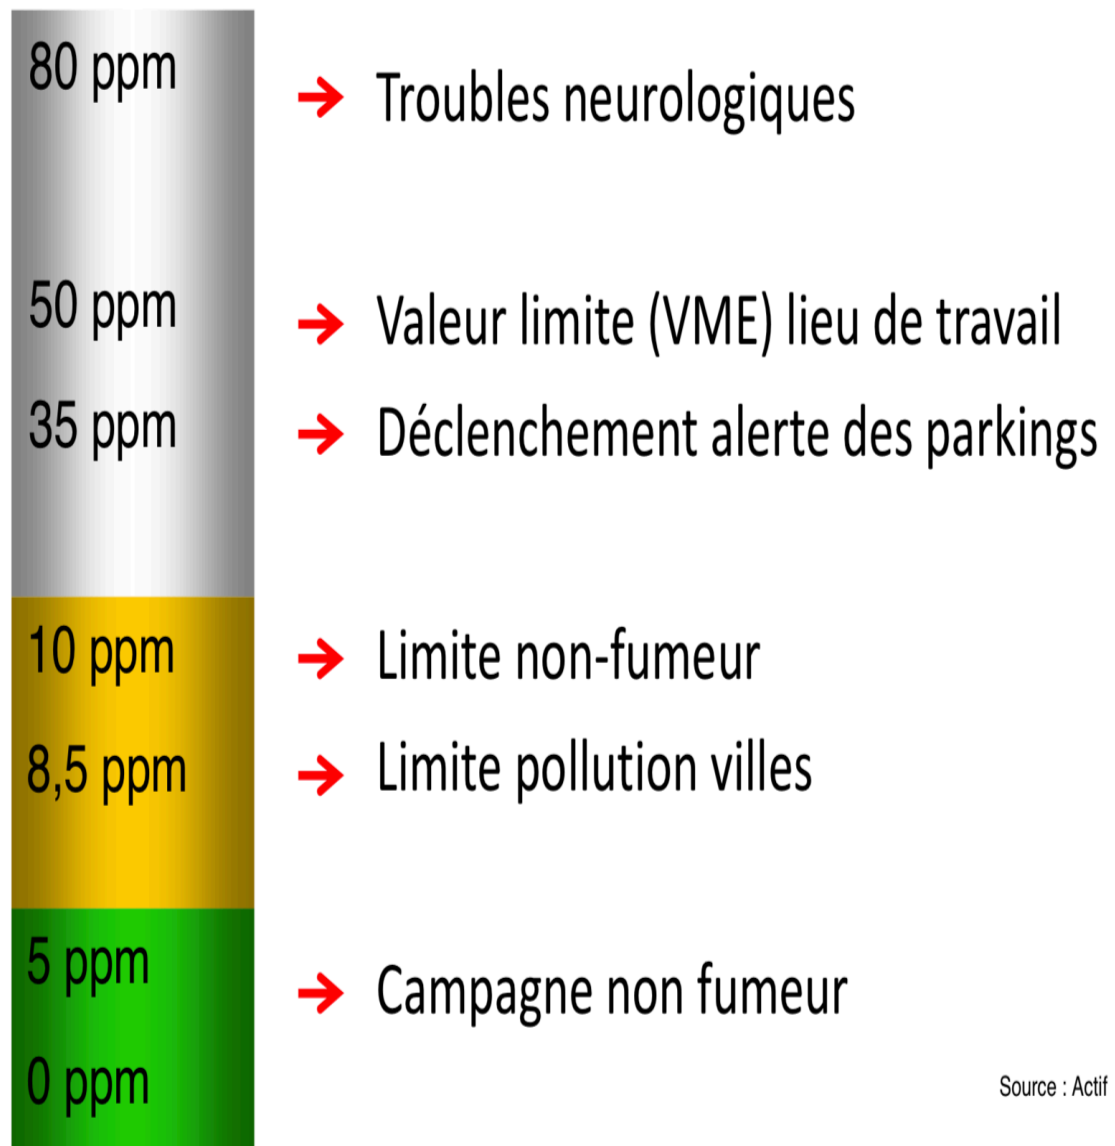 80 ppm → Troubles neurologiques
50 ppm → Valeur limite (VME) lieu de travail
35 ppm → Déclenchement alerte des parkings
10 ppm → Limite non-fumeur
8,5 ppm → Limite pollution villes
5 ppm → Campagne non fumeur
0 ppm
Source : Actif